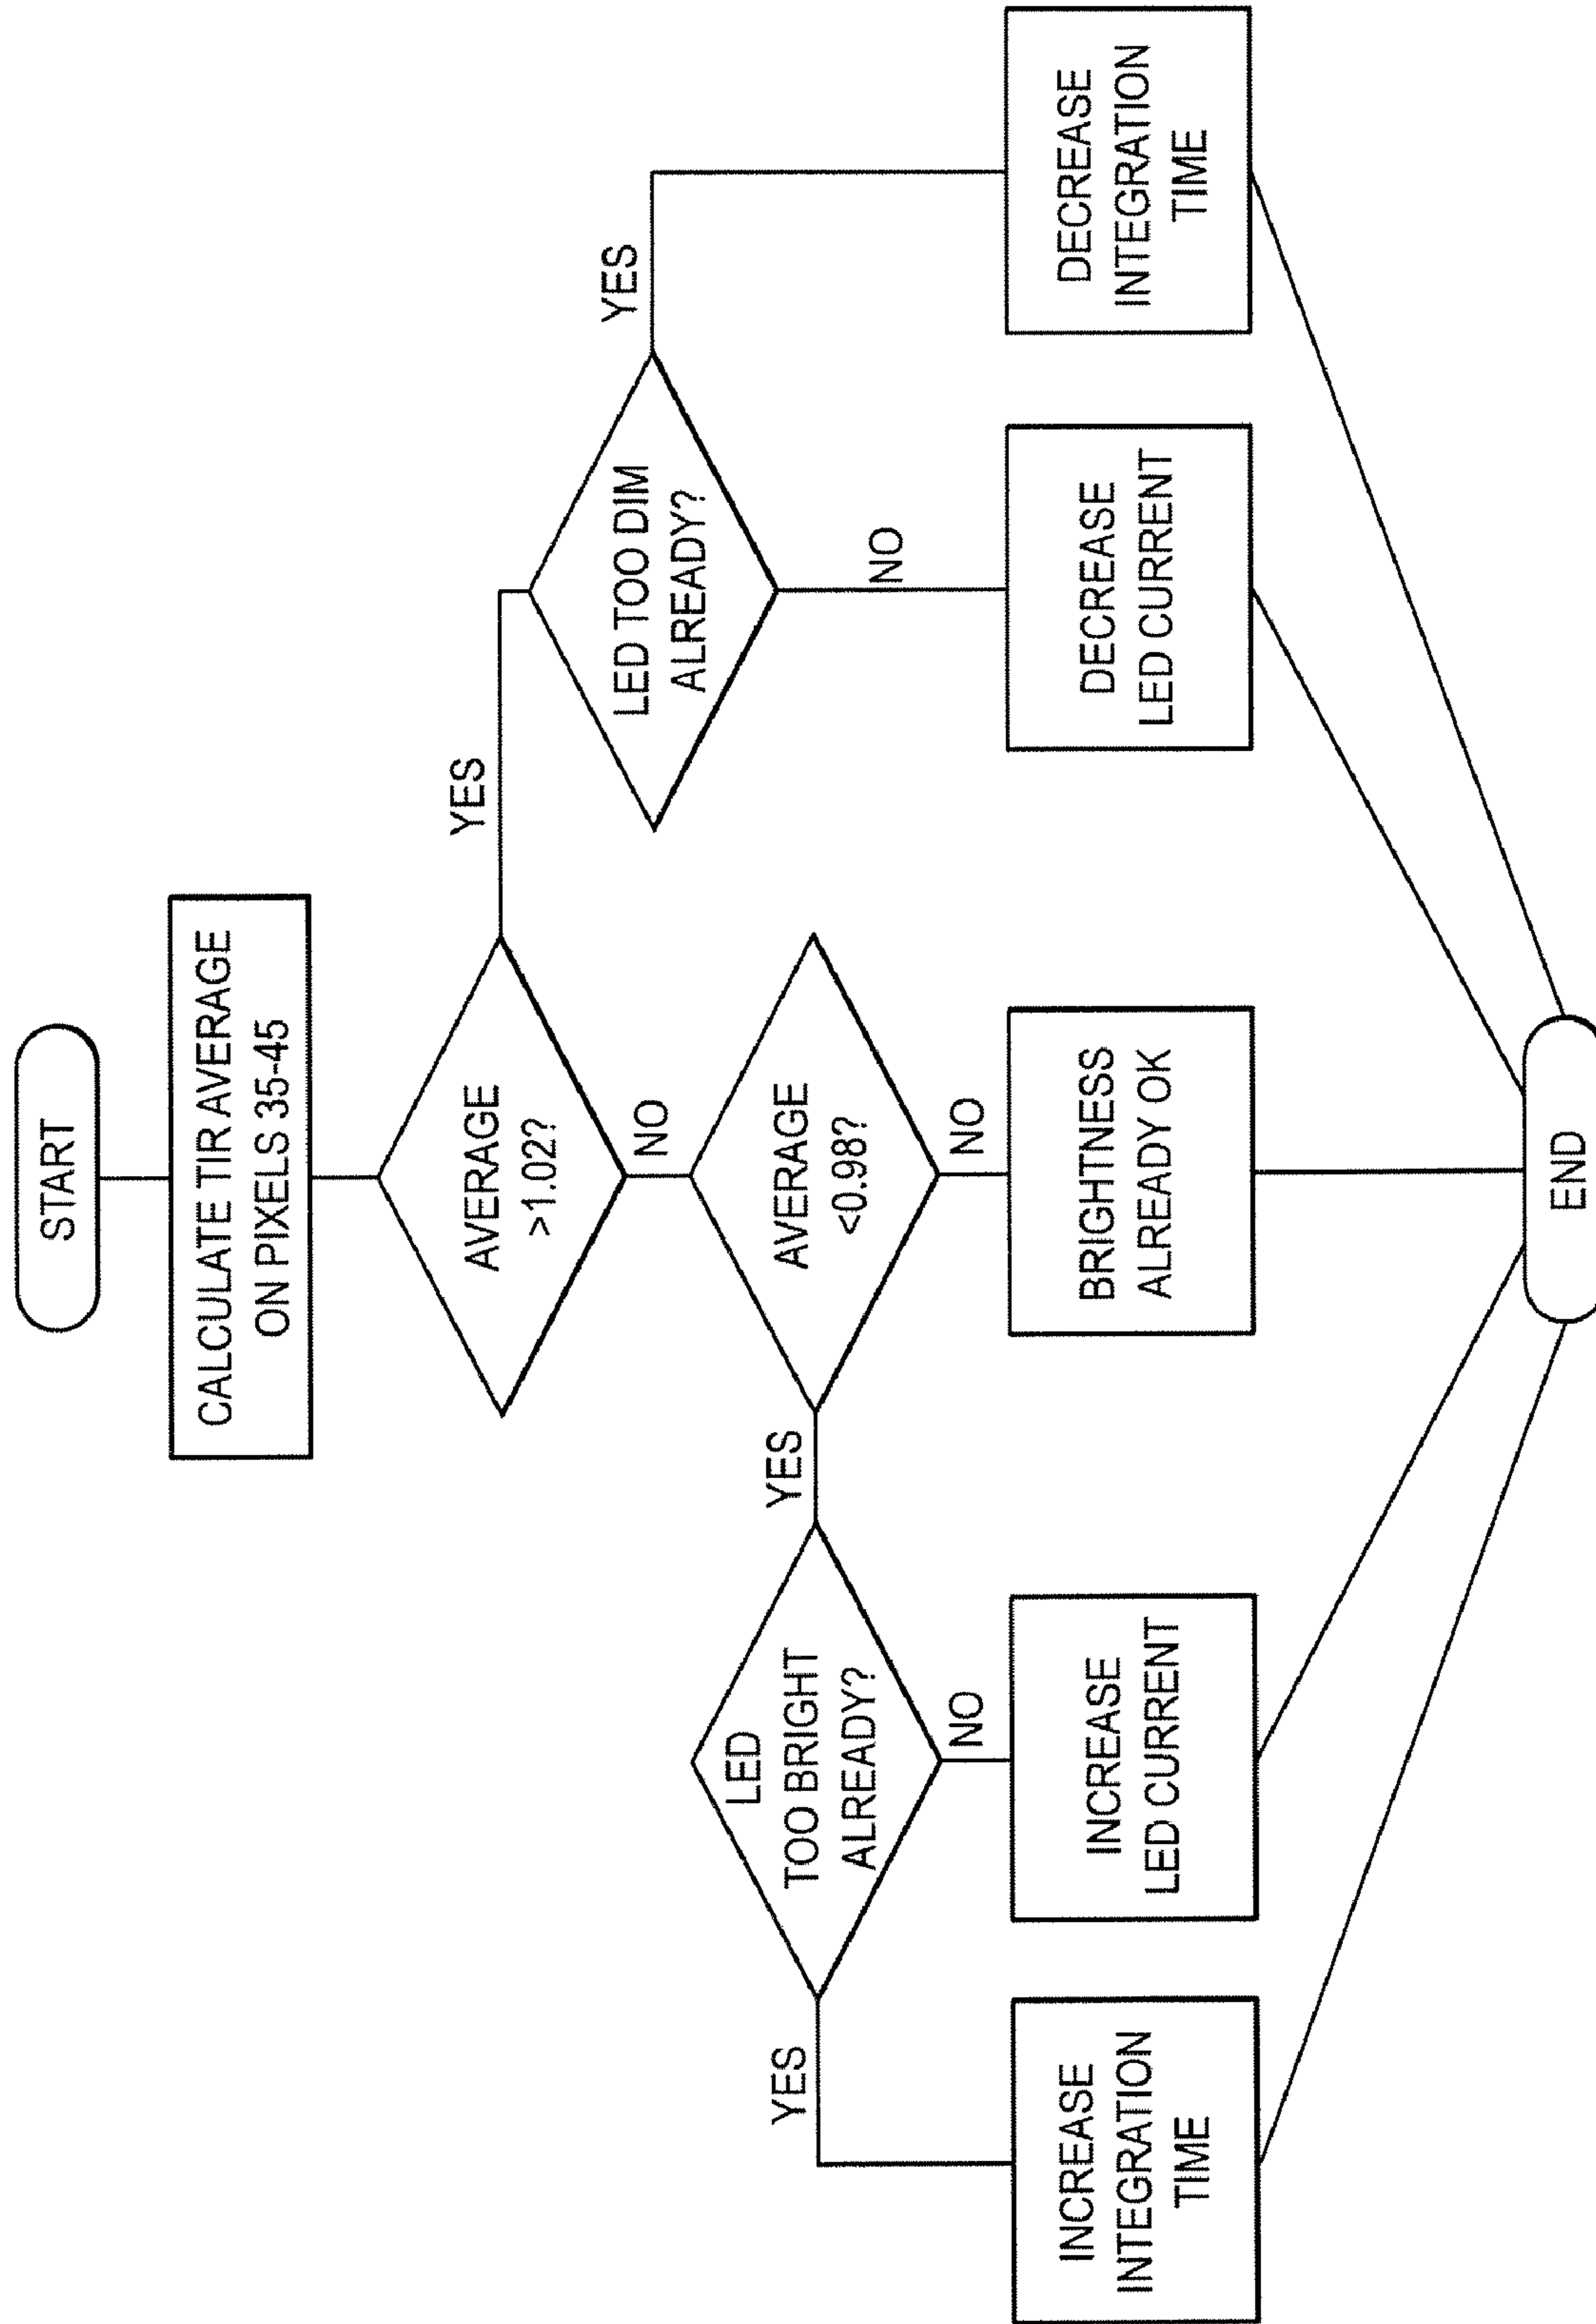 START
CALCULATE TIR AVERAGE
ON PIXELS 35-45
AVERAGE
>1.02?
YES
NO
LED TOO DIM
ALREADY?
YES
NO
AVERAGE
<0.98?
YES
NO
LED
TOO BRIGHT
ALREADY?
YES
NO
INCREASE
INTEGRATION
TIME
INCREASE
LED CURRENT
BRIGHTNESS
ALREADY OK
DECREASE
LED CURRENT
DECREASE
INTEGRATION
TIME
END